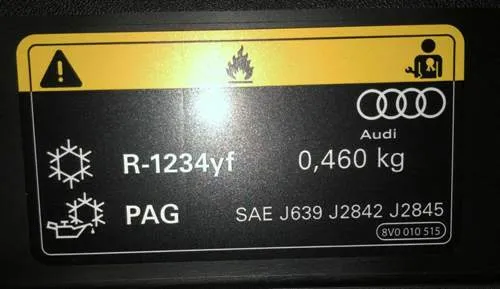 Audi
R-1234yf 0,460 kg
PAG SAE J639 J2842 J2845
8V0 010 515